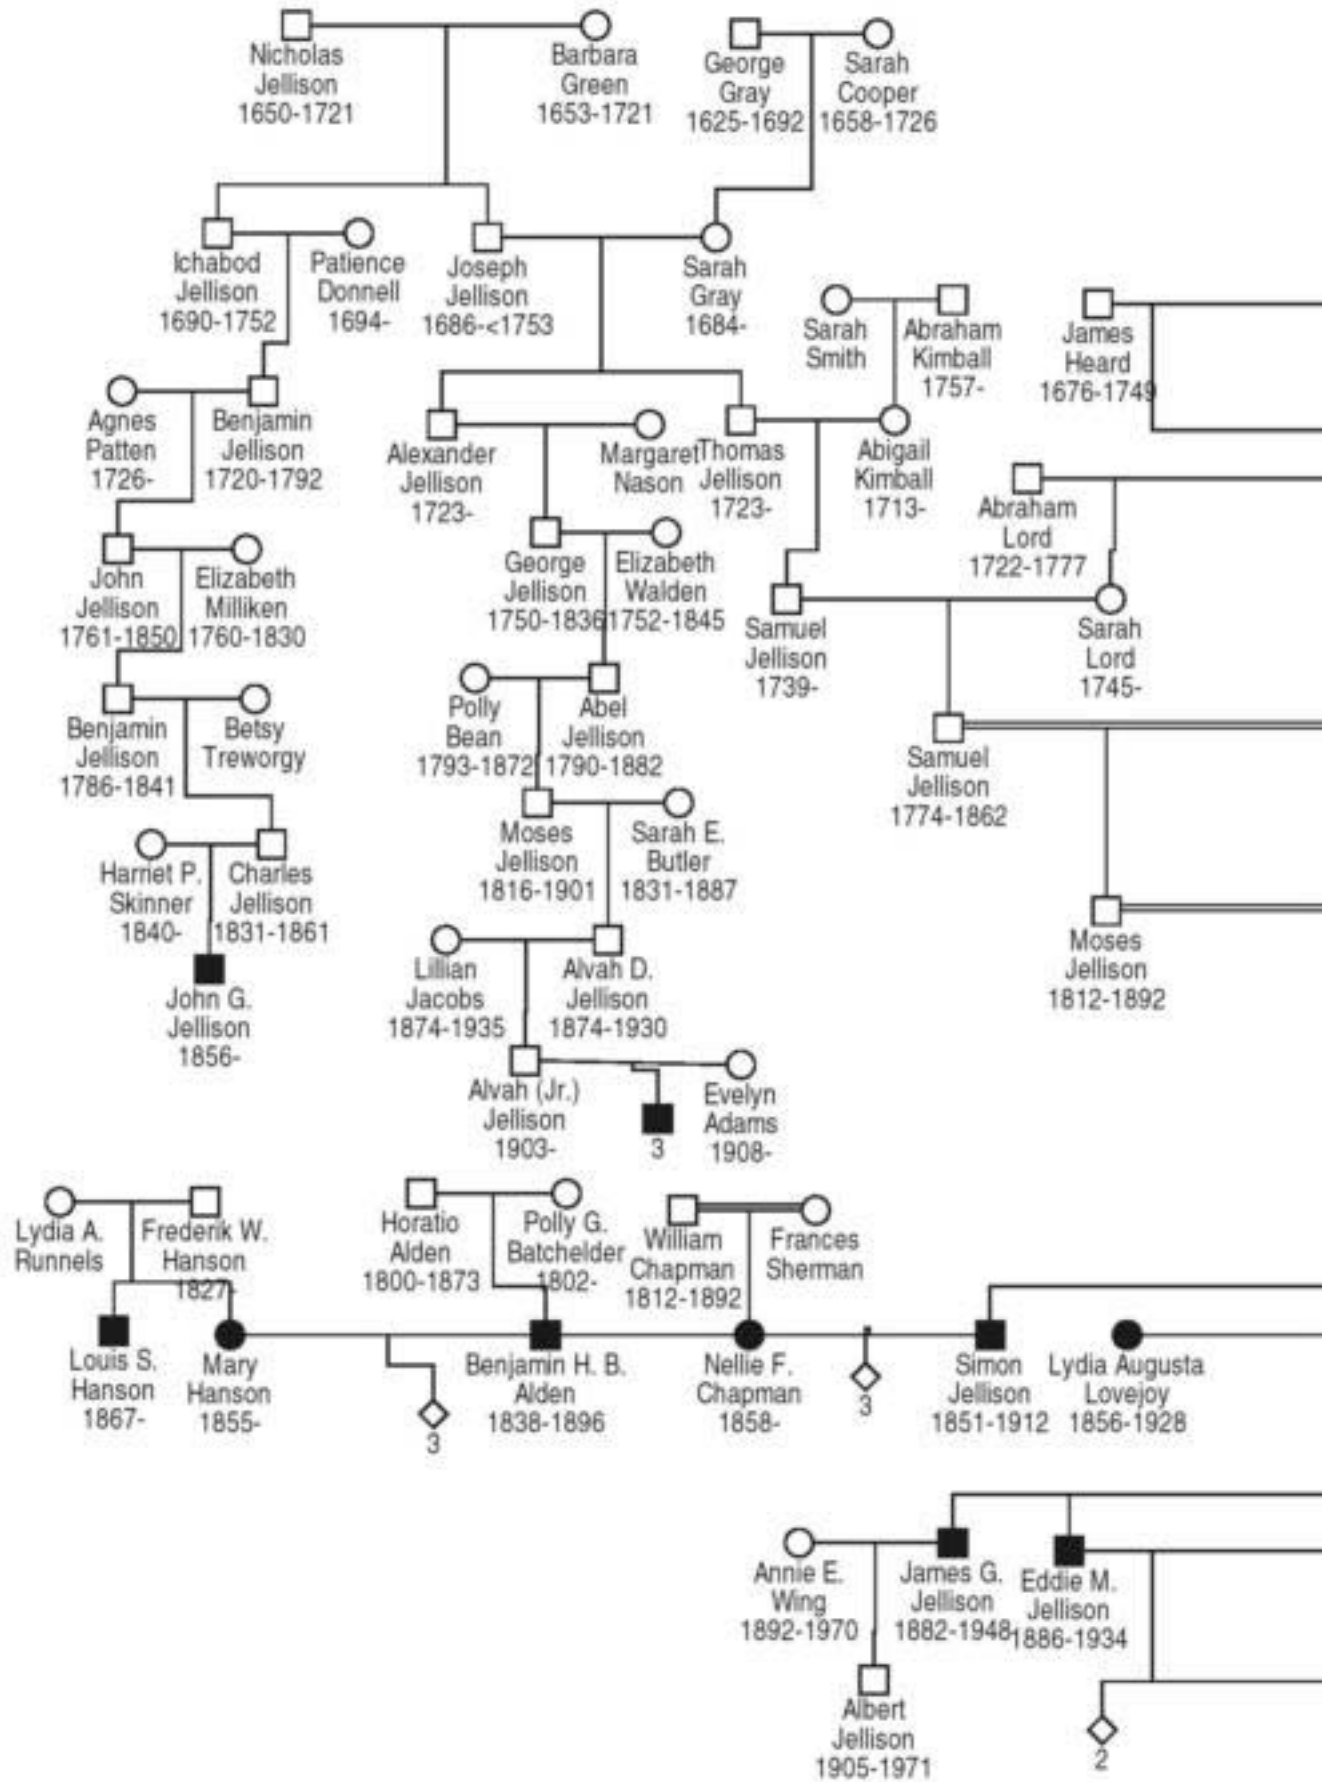 Nicholas
Jellison
1650-1721
Barbara
Green
1653-1721
George
Gray
1625-1692
Sarah
Cooper
1658-1726
Ichabod
Jellison
1690-1752
Patience
Donnell
1694-
Joseph
Jellison
1686-<1753
Sarah
Gray
1684-
Sarah
Smith
Abraham
Kimball
1757-
James
Heard
1676-1749
Agnes
Patten
1726-
Benjamin
Jellison
1720-1792
Alexander
Jellison
1723-
Margaret
Nason
Thomas
Jellison
1723-
Abigail
Kimball
1713-
Abraham
Lord
1722-1777
John
Jellison
1761-1850
Elizabeth
Milliken
1760-1830
George
Jellison
1750-1836
Elizabeth
Walden
1752-1845
Samuel
Jellison
1739-
Sarah
Lord
1745-
Benjamin
Jellison
1786-1841
Betsy
Treworgy
Polly
Bean
1793-1872
Abel
Jellison
1790-1882
Samuel
Jellison
1774-1862
Harriet P.
Skinner
1840-
Charles
Jellison
1831-1861
Moses
Jellison
1816-1901
Sarah E.
Butler
1831-1887
Moses
Jellison
1812-1892
John G.
Jellison
1856-
Lillian
Jacobs
1874-1935
Alvah D.
Jellison
1874-1930
Alvah (Jr.)
Jellison
1903-
3
Evelyn
Adams
1908-
Lydia A.
Runnels
Frederik W.
Hanson
1827-
Horatio
Alden
1800-1873
Polly G.
Batchelder
1802-
William
Chapman
1812-1892
Frances
Sherman
Louis S.
Hanson
1867-
Mary
Hanson
1855-
3
Benjamin H. B.
Alden
1838-1896
Nellie F.
Chapman
1858-
3
Simon
Jellison
1851-1912
Lydia Augusta
Lovejoy
1856-1928
Annie E.
Wing
1892-1970
James G.
Jellison
1882-1948
Eddie M.
Jellison
1886-1934
Albert
Jellison
1905-1971
2